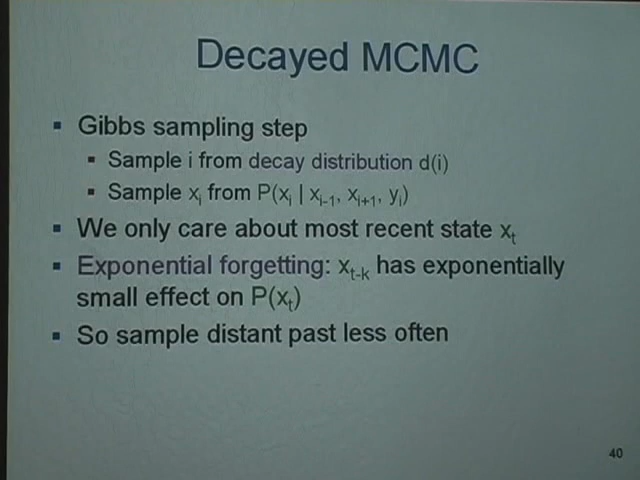 Decayed MCMC
▪ Gibbs sampling step
▪ Sample i from decay distribution d(i)
▪ Sample xᵢ from P(xᵢ | xᵢ₋₁, xᵢ₊₁, yᵢ)
▪ We only care about most recent state xₜ
▪ Exponential forgetting: xₜ₋ₖ has exponentially
small effect on P(xₜ)
▪ So sample distant past less often
40